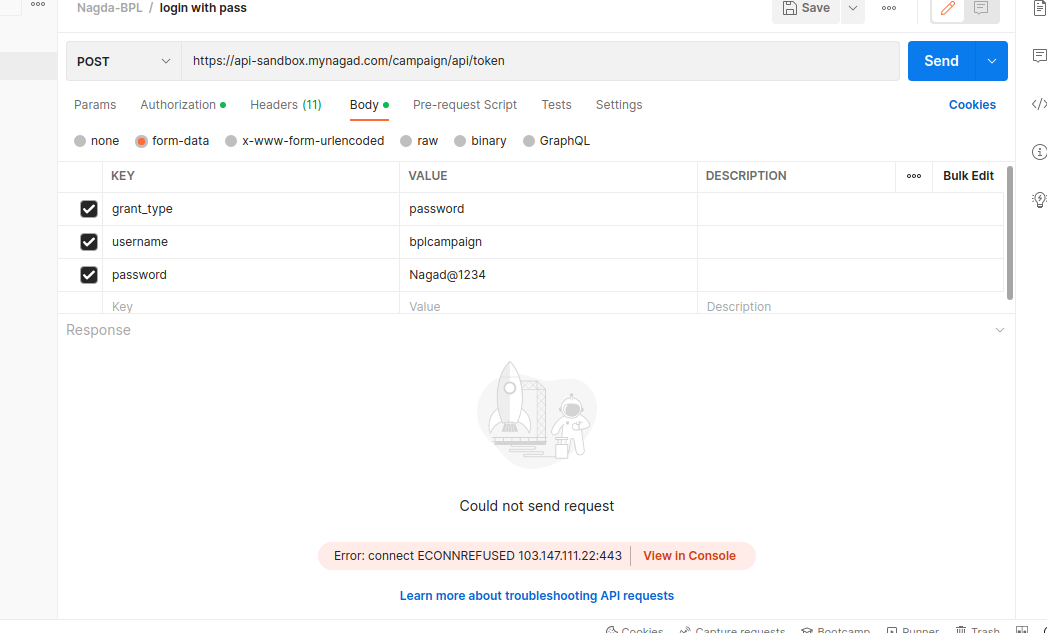 Nagda-BPL / login with pass
Save
POST
https://api-sandbox.mynagad.com/campaign/api/token
Send
Params Authorization Headers (11) Body Pre-request Script Tests Settings Cookies
none form-data x-www-form-urlencoded raw binary GraphQL
KEY VALUE DESCRIPTION Bulk Edit
grant_type password
username bplcampaign
password Nagad@1234
Key Value Description
Response
Could not send request
Error: connect ECONNREFUSED 103.147.111.22:443 View in Console
Learn more about troubleshooting API requests
Cookies Capture requests Bootcamp Runner Trash